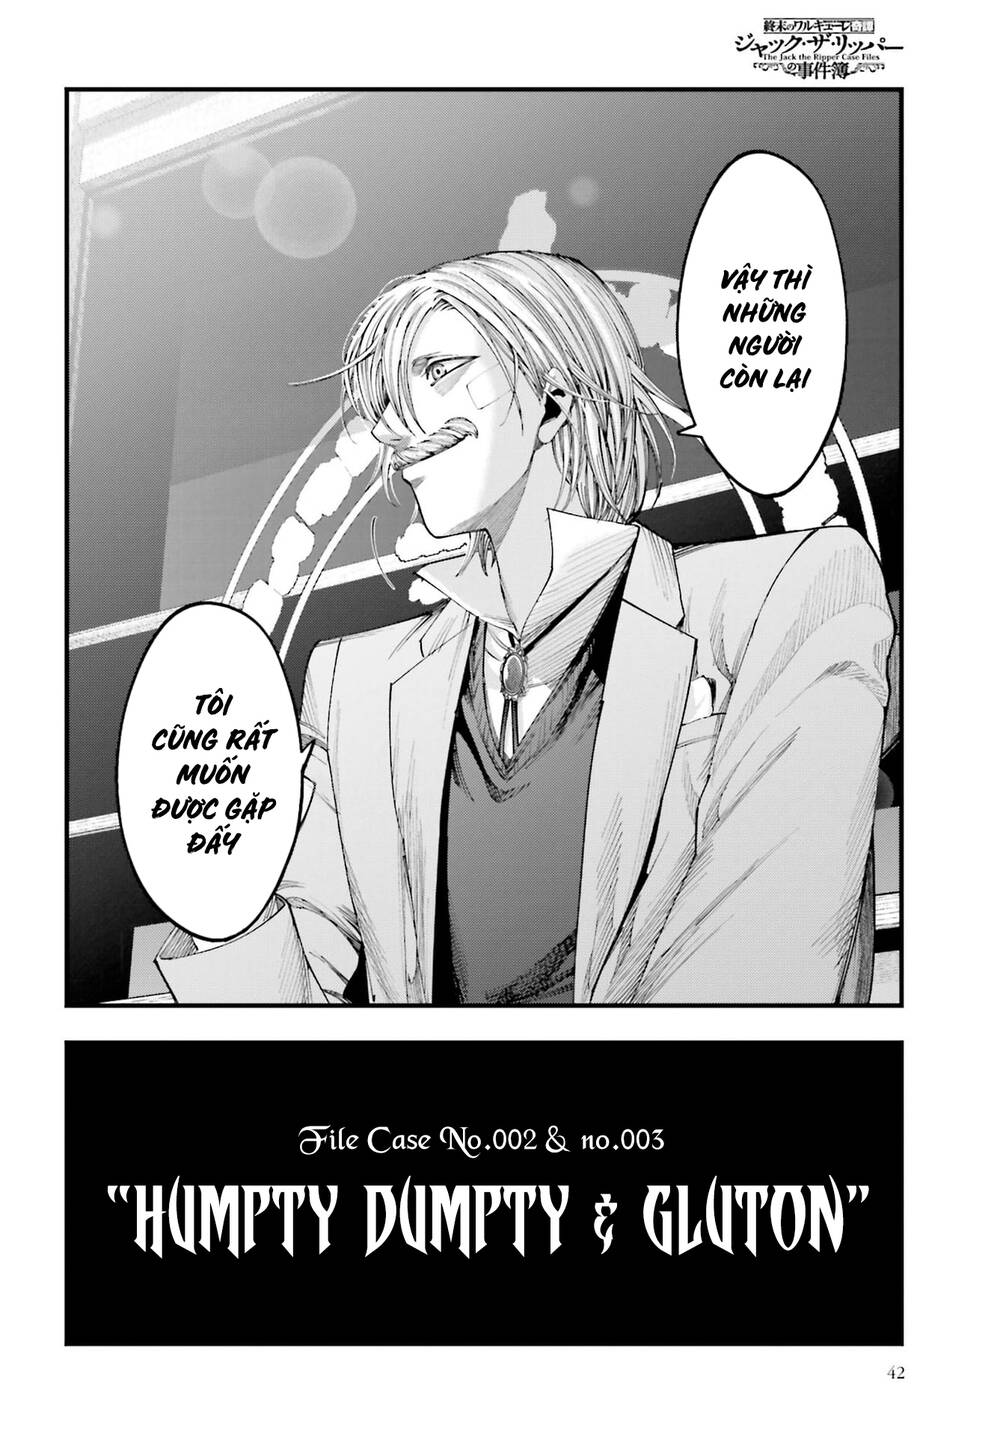 終末のワルキューレ奇譚
ジャック・ザ・リッパー
The Jack the Ripper Case Files
の事件簿
VẬY THÌ
NHỮNG
NGƯỜI
CÒN LẠI
TÔI
CŨNG RẤT
MUỐN
ĐƯỢC GẶP
ĐẤY
File Case No.002 & no.003
"HUMPTY DUMPTY & GLUTON"
42